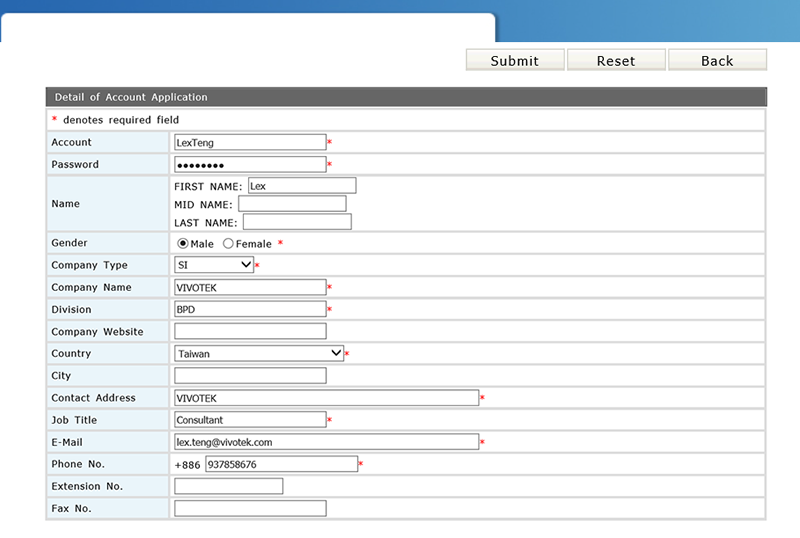 Submit Reset Back
Detail of Account Application
* denotes required field
Account LexTeng *
Password ●●●●●●●● *
Name
FIRST NAME: Lex
MID NAME:
LAST NAME:
Gender Male Female *
Company Type SI *
Company Name VIVOTEK *
Division BPD *
Company Website
Country Taiwan *
City
Contact Address VIVOTEK *
Job Title Consultant *
E-Mail lex.teng@vivotek.com *
Phone No. +886 937858676 *
Extension No.
Fax No.